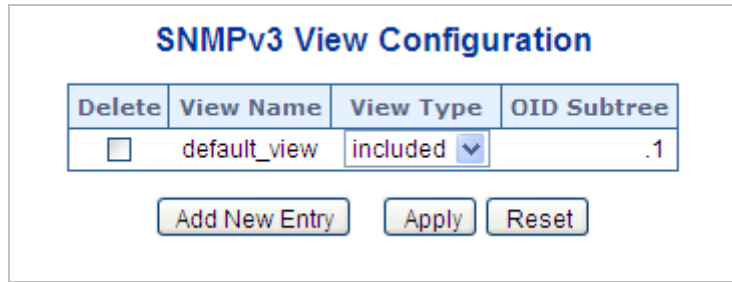 SNMPv3 View Configuration
Delete View Name View Type OID Subtree
default_view included .1
Add New Entry Apply Reset